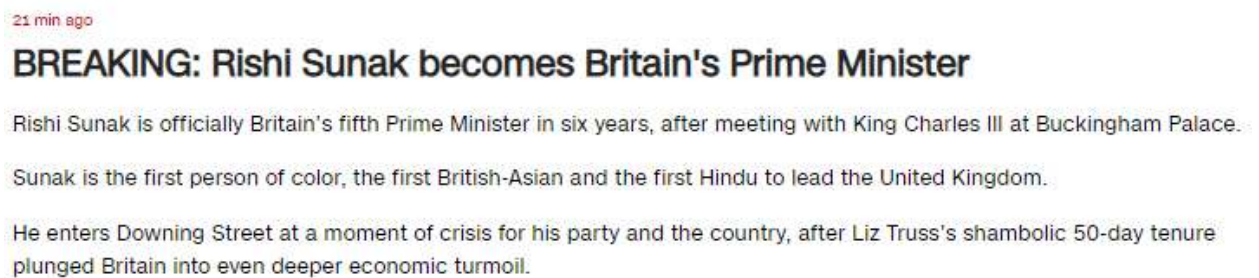 21 min ago
BREAKING: Rishi Sunak becomes Britain's Prime Minister
Rishi Sunak is officially Britain's fifth Prime Minister in six years, after meeting with King Charles III at Buckingham Palace.
Sunak is the first person of color, the first British-Asian and the first Hindu to lead the United Kingdom.
He enters Downing Street at a moment of crisis for his party and the country, after Liz Truss's shambolic 50-day tenure
plunged Britain into even deeper economic turmoil.